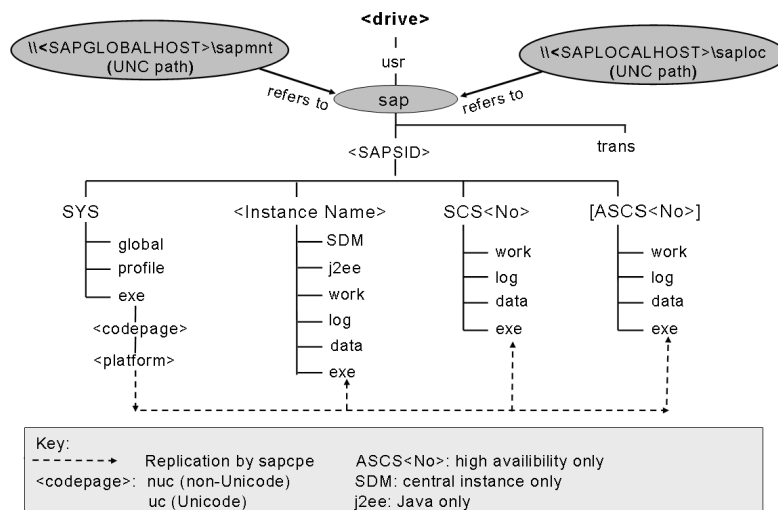 <drive>
\\<SAPGLOBALHOST>\sapmnt
(UNC path)
\\<SAPLOCALHOST>\saploc
(UNC path)
usr
refers to
sap
refers to
<SAPSID>
trans
SYS
<Instance Name>
SCS<No>
[ASCS<No>]
global
profile
exe
<codepage>
<platform>
SDM
j2ee
work
log
data
exe
work
log
data
exe
work
log
data
exe
Key:
Replication by sapcpe
ASCS<No>: high availibility only
<codepage>: nuc (non-Unicode)
SDM: central instance only
uc (Unicode)
j2ee: Java only